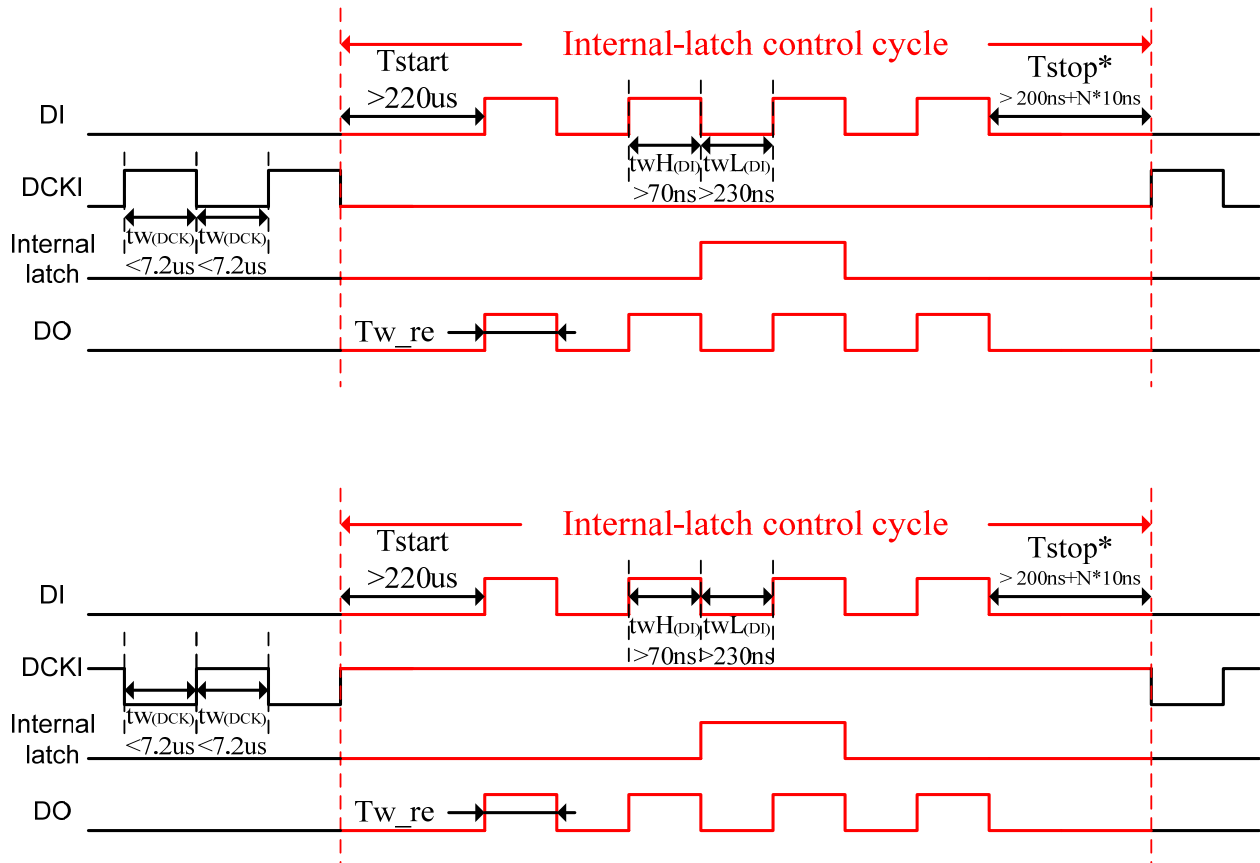 Internal-latch control cycle
Tstart
>220us
Tstop*
> 200ns+N*10ns
DI
twH(DI) twL(DI)
>70ns >230ns
DCKI
tw(DCK) tw(DCK)
<7.2us <7.2us
Internal
latch
DO
Tw_re
Internal-latch control cycle
Tstart
>220us
Tstop*
> 200ns+N*10ns
DI
twH(DI) twL(DI)
>70ns >230ns
DCKI
tw(DCK) tw(DCK)
<7.2us <7.2us
Internal
latch
DO
Tw_re